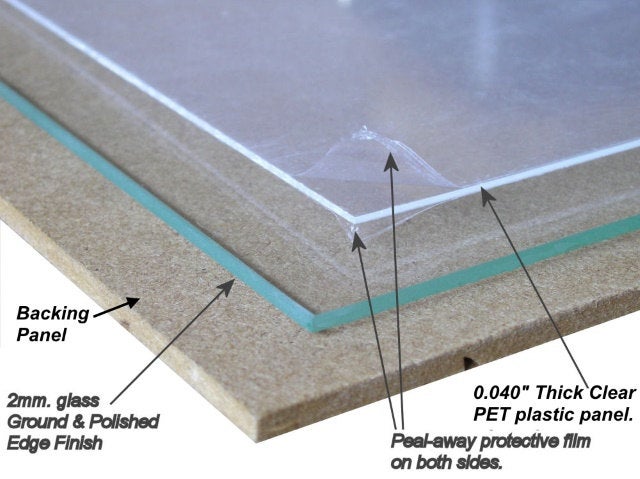 Backing
Panel
2mm. glass
Ground & Polished
Edge Finish
0.040" Thick Clear
PET plastic panel.
Peal-away protective film
on both sides.